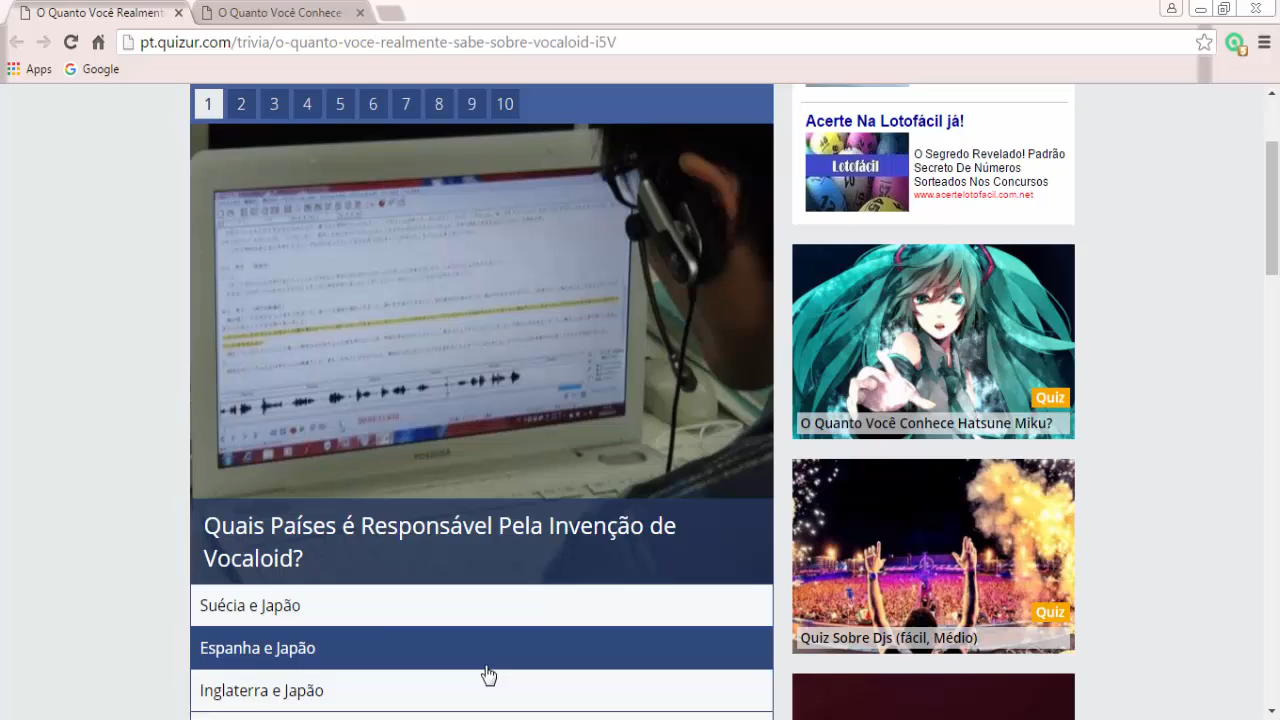 O Quanto Você Realment
O Quanto Você Conhece
pt.quizur.com/trivia/o-quanto-voce-realmente-sabe-sobre-vocaloid-i5V
Apps
Google
1 2 3 4 5 6 7 8 9 10
Quais Países é Responsável Pela Invenção de
Vocaloid?
Suécia e Japão
Espanha e Japão
Inglaterra e Japão
Acerte Na Lotofácil já!
Lotofácil
O Segredo Revelado! Padrão
Secreto De Números
Sorteados Nos Concursos
www.acertelotofacil.com.net
Quiz
O Quanto Você Conhece Hatsune Miku?
Quiz
Quiz Sobre Djs (fácil, Médio)